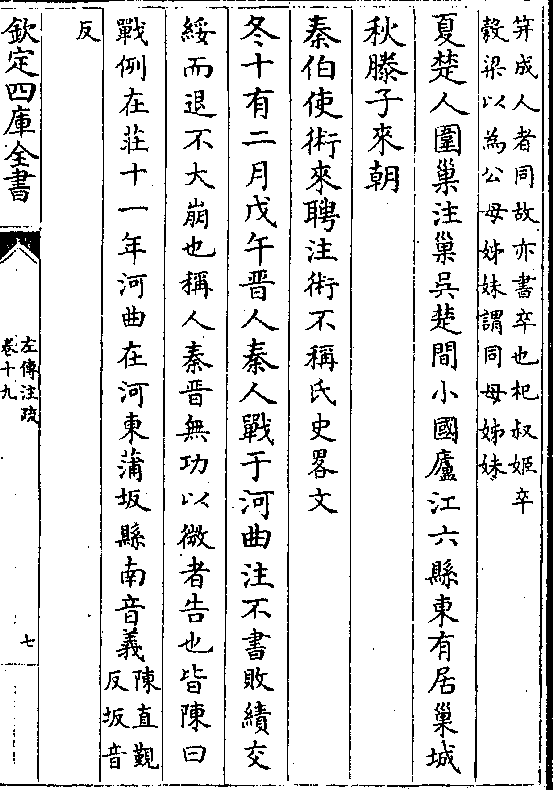 笄成人者同故亦書卒也杞叔姬卒
穀梁以為公母姊妹謂同母姊妹
夏楚人圍巢注巢吳楚間小國廬江六縣東有居巢城
秋滕子來朝
秦伯使術來聘注術不稱氏史畧文
冬十有二月戊午晉人秦人戰于河曲注不書敗績交
綏而退不大崩也稱人秦晉無功以微者告也皆陳曰
戰例在莊十一年河曲在河東蒲坂縣南音義陳直覲
反坂音
反
欽定四庫全書
左傳注疏
卷十九
七